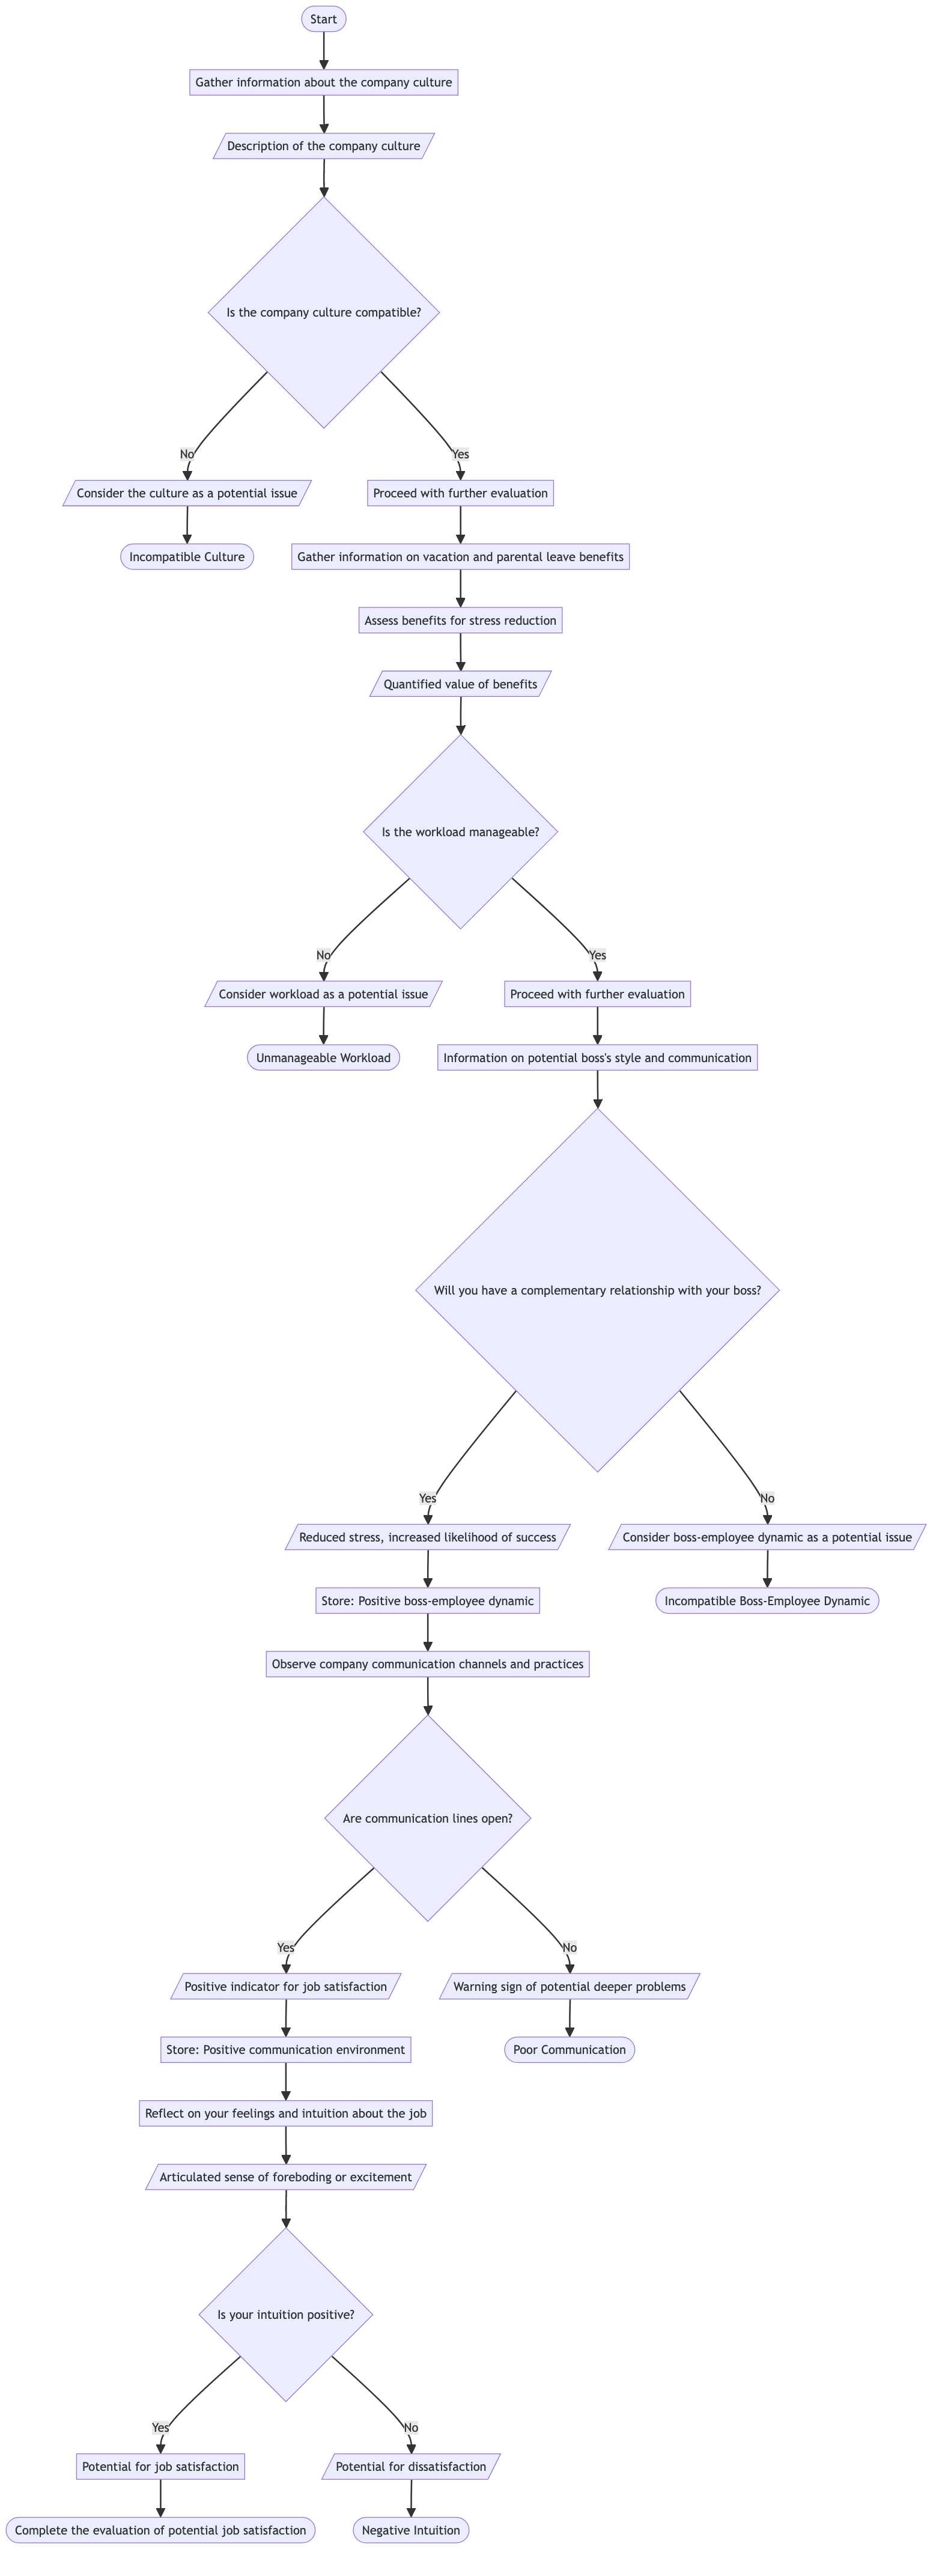 Start
Gather information about the company culture
Description of the company culture
Is the company culture compatible?
No
Yes
Consider the culture as a potential issue
Proceed with further evaluation
Incompatible Culture
Gather information on vacation and parental leave benefits
Assess benefits for stress reduction
Quantified value of benefits
Is the workload manageable?
No
Yes
Consider workload as a potential issue
Proceed with further evaluation
Unmanageable Workload
Information on potential boss's style and communication
Will you have a complementary relationship with your boss?
Yes
No
Reduced stress, increased likelihood of success
Consider boss-employee dynamic as a potential issue
Store: Positive boss-employee dynamic
Incompatible Boss-Employee Dynamic
Observe company communication channels and practices
Are communication lines open?
Yes
No
Positive indicator for job satisfaction
Warning sign of potential deeper problems
Store: Positive communication environment
Poor Communication
Reflect on your feelings and intuition about the job
Articulated sense of foreboding or excitement
Is your intuition positive?
Yes
No
Potential for job satisfaction
Potential for dissatisfaction
Complete the evaluation of potential job satisfaction
Negative Intuition